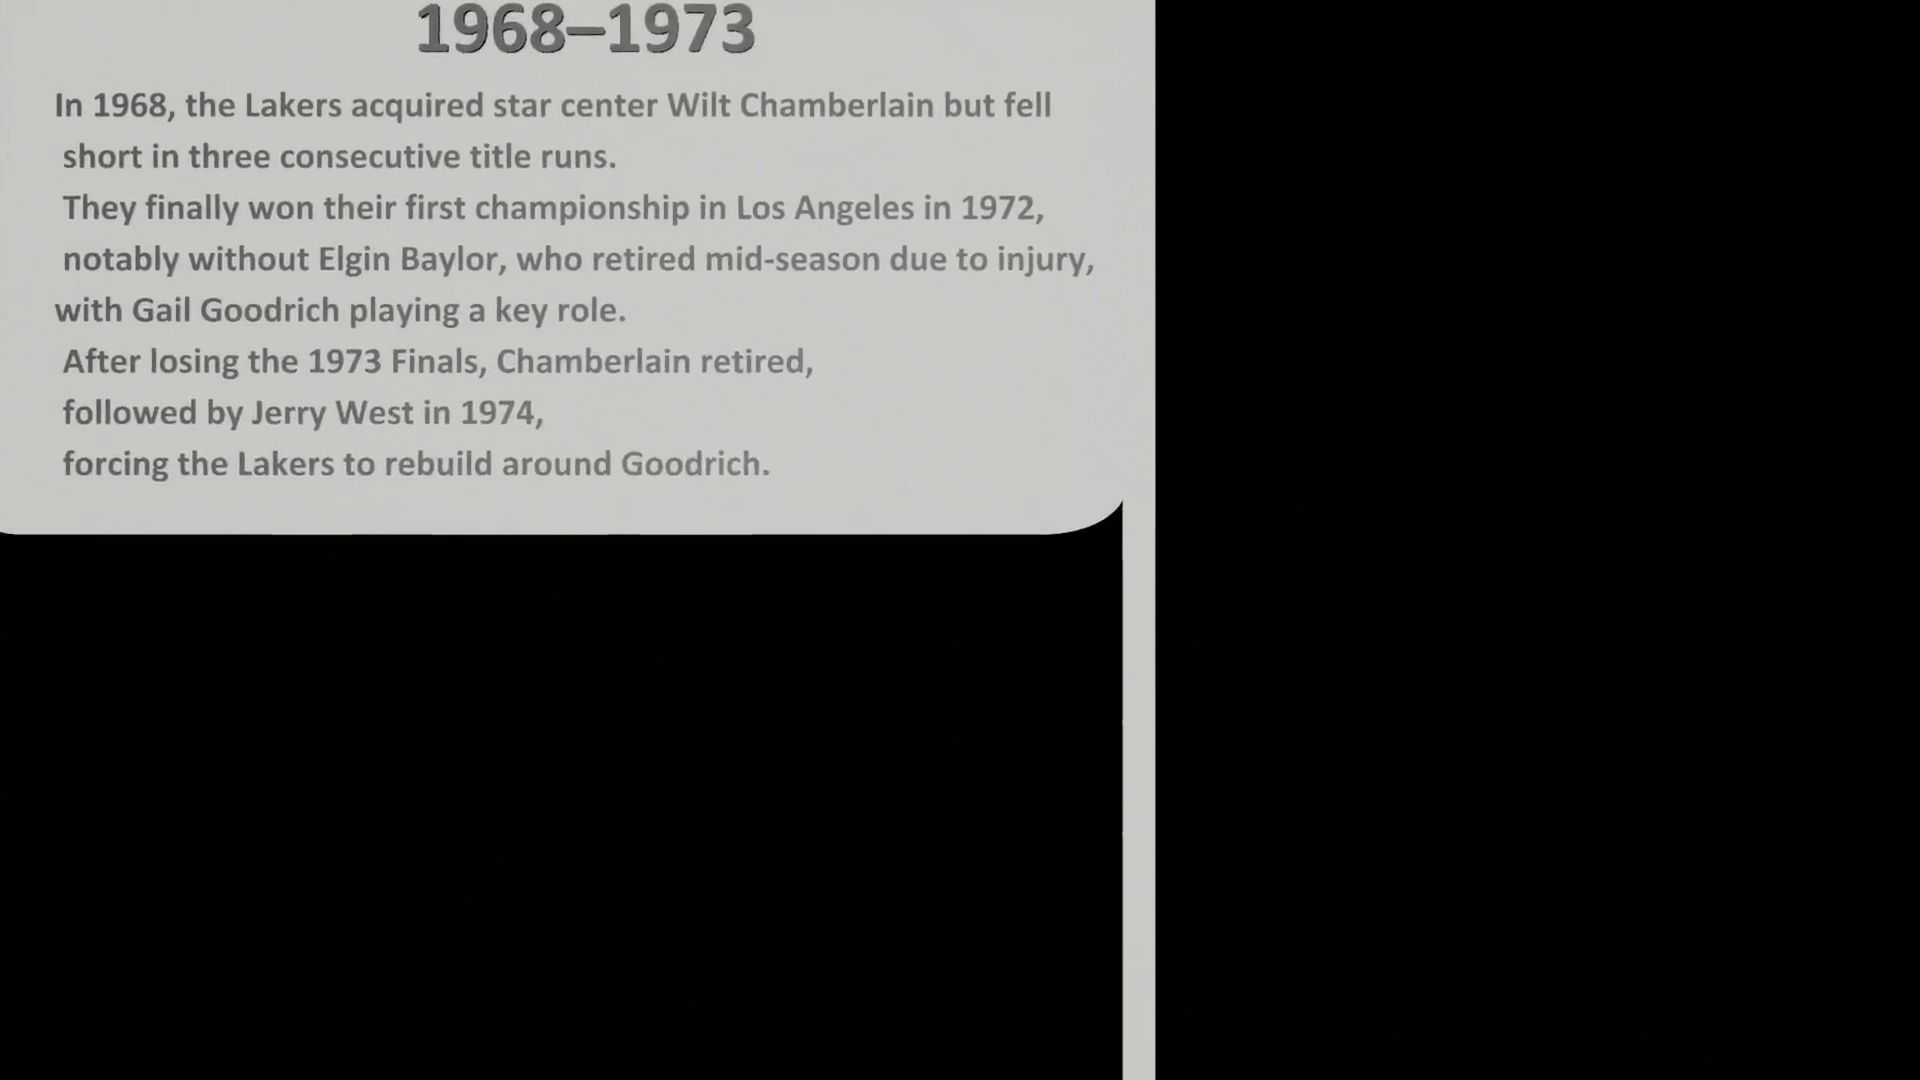 1968–1973
In 1968, the Lakers acquired star center Wilt Chamberlain but fell
short in three consecutive title runs.
They finally won their first championship in Los Angeles in 1972,
notably without Elgin Baylor, who retired mid-season due to injury,
with Gail Goodrich playing a key role.
After losing the 1973 Finals, Chamberlain retired,
followed by Jerry West in 1974,
forcing the Lakers to rebuild around Goodrich.